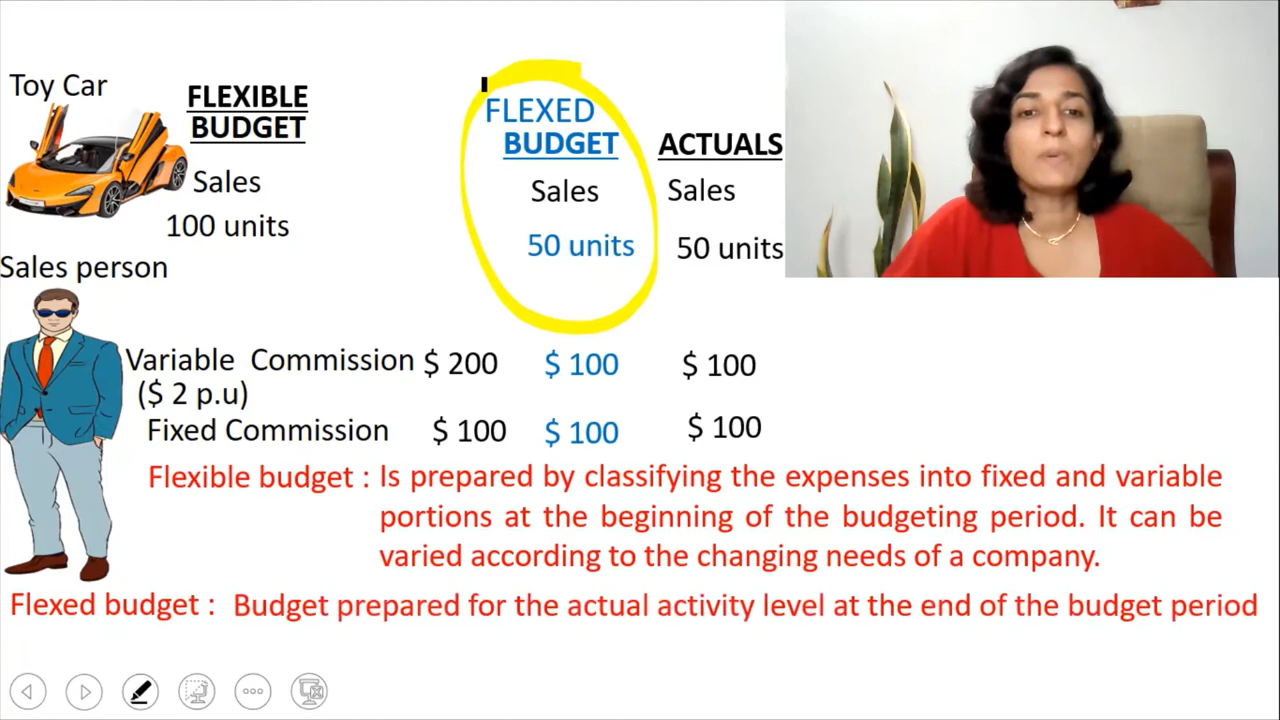 Toy Car
FLEXIBLE
BUDGET
Sales
100 units
FLEXED
BUDGET
Sales
50 units
ACTUALS
Sales
50 units
Sales person
Variable Commission $ 200 $ 100 $ 100
($ 2 p.u)
Fixed Commission $ 100 $ 100 $ 100
Flexible budget : Is prepared by classifying the expenses into fixed and variable
portions at the beginning of the budgeting period. It can be
varied according to the changing needs of a company.
Flexed budget : Budget prepared for the actual activity level at the end of the budget period